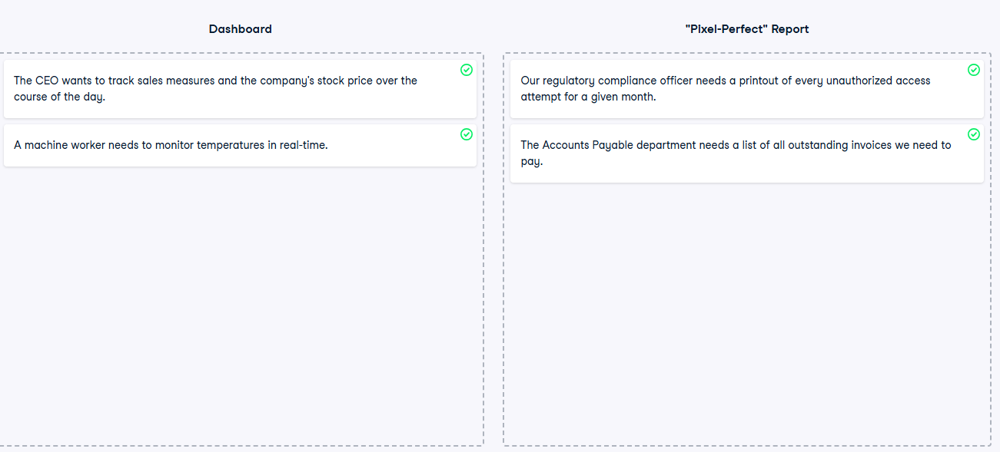 Dashboard
The CEO wants to track sales measures and the company's stock price over the
course of the day.
A machine worker needs to monitor temperatures in real-time.
"Pixel-Perfect" Report
Our regulatory compliance officer needs a printout of every unauthorized access
attempt for a given month.
The Accounts Payable department needs a list of all outstanding invoices we need to
pay.